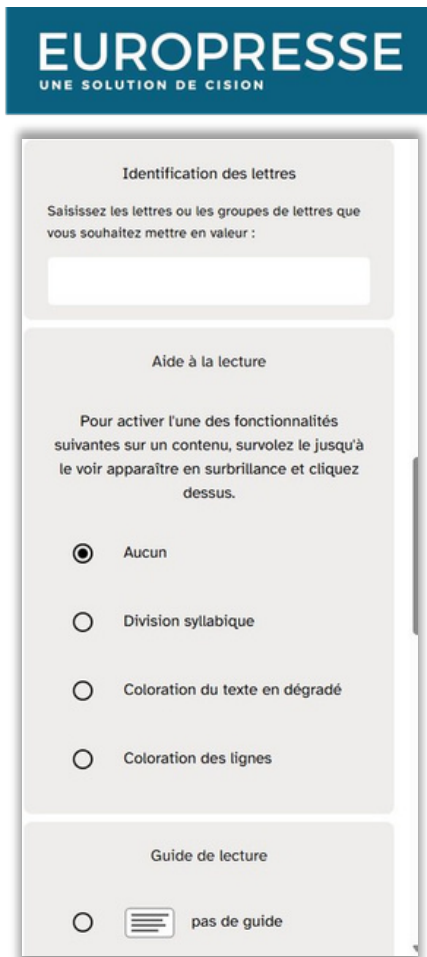 EUROPRESSE
UNE SOLUTION DE CISION
Identification des lettres
Saisissez les lettres ou les groupes de lettres que
vous souhaitez mettre en valeur :
Aide à la lecture
Pour activer l'une des fonctionnalités
suivantes sur un contenu, survolez le jusqu'à
le voir apparaître en surbrillance et cliquez
dessus.
Aucun
Division syllabique
Coloration du texte en dégradé
Coloration des lignes
Guide de lecture
pas de guide